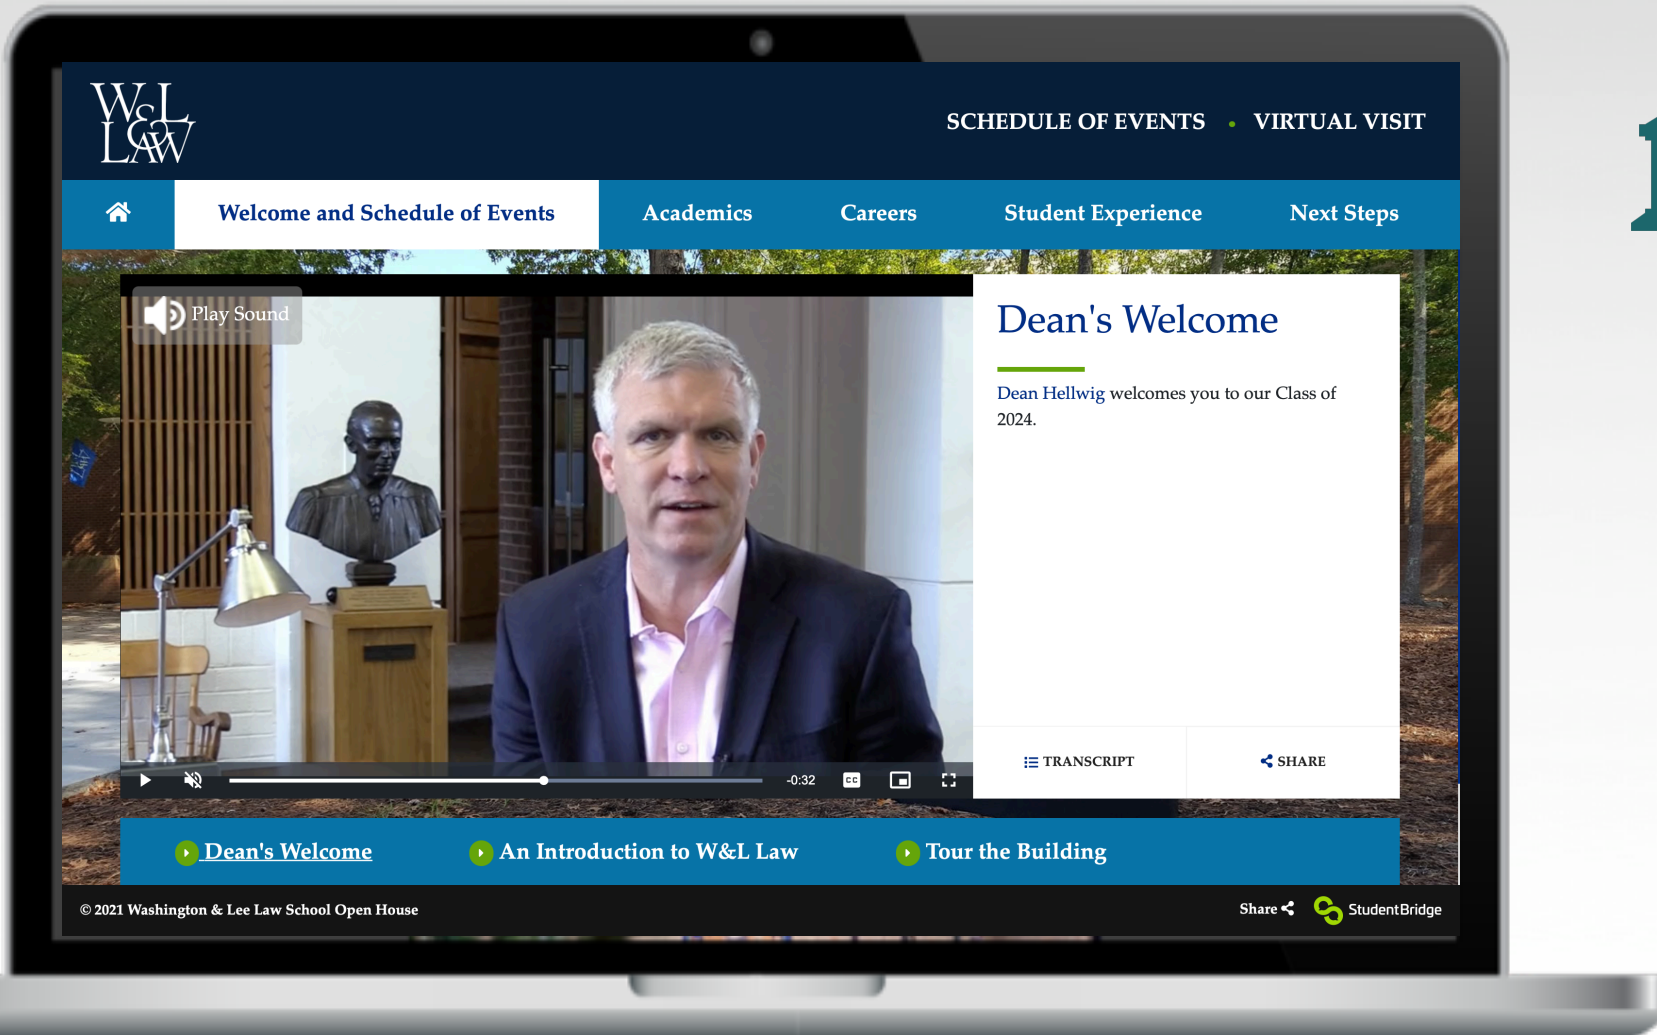 W&L
LAW
SCHEDULE OF EVENTS • VIRTUAL VISIT
Welcome and Schedule of Events
Academics
Careers
Student Experience
Next Steps
Play Sound
Dean's Welcome
Dean Hellwig welcomes you to our Class of
2024.
-0:32
CC
TRANSCRIPT
SHARE
Dean's Welcome
An Introduction to W&L Law
Tour the Building
© 2021 Washington & Lee Law School Open House
Share
StudentBridge